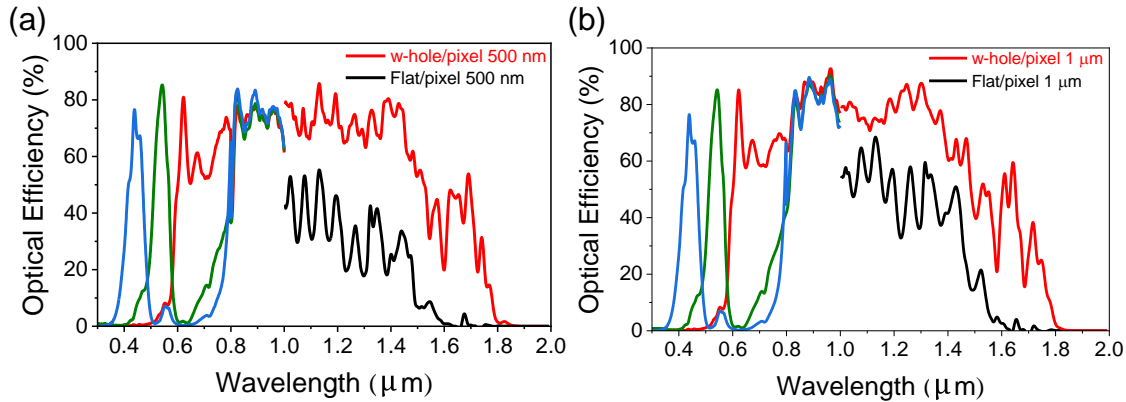 (a)
Optical Efficiency (%)
100
80
60
40
20
0
w-hole/pixel 500 nm
Flat/pixel 500 nm
0.4 0.6 0.8 1.0 1.2 1.4 1.6 1.8 2.0
Wavelength (μm)
(b)
Optical Efficiency (%)
100
80
60
40
20
0
w-hole/pixel 1 μm
Flat/pixel 1 μm
0.4 0.6 0.8 1.0 1.2 1.4 1.6 1.8 2.0
Wavelength (μm)